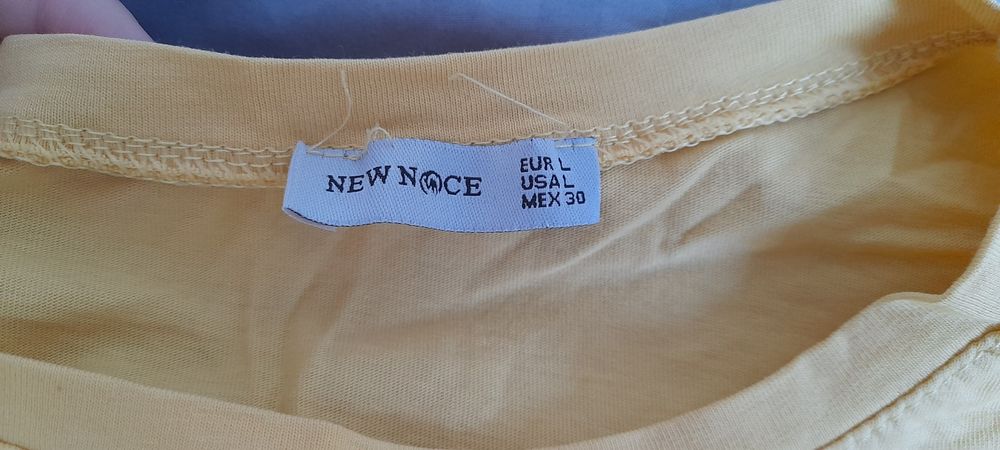 NEW NOCE
EUR L
USA L
MEX 30